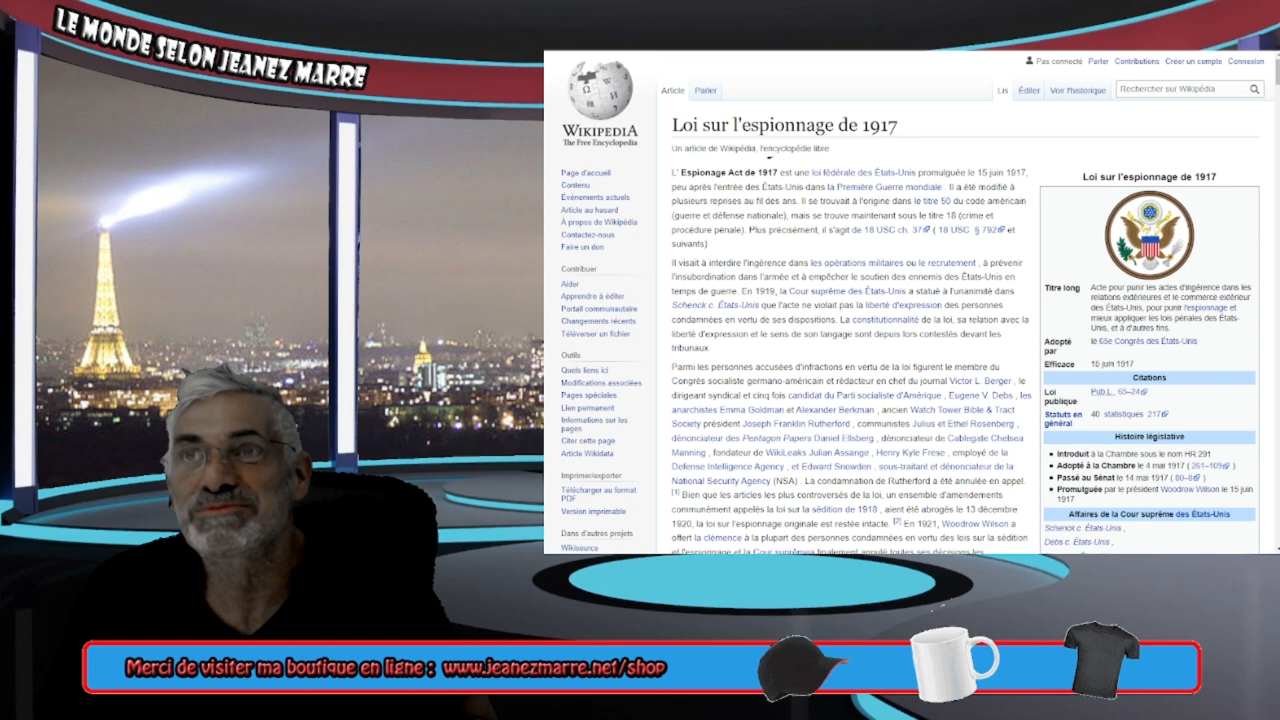 LE MONDE SELON JEANEZ MARRE
Pas connecté Parler Contributions Créer un compte Connexion
Article Parler Lis Éditer Voir l'historique Rechercher sur Wikipédia
WIKIPEDIA
The Free Encyclopedia
Page d'accueil
Contenu
Événements actuels
Article au hasard
À propos de Wikipédia
Contactez-nous
Faire un don
Contribuer
Aider
Apprendre à éditer
Portail communautaire
Changements récents
Téléverser un fichier
Outils
Quels liens ici
Modifications associées
Pages spéciales
Lien permanent
Informations sur les
pages
Citer cette page
Article Wikidata
Imprimer/exporter
Télécharger au format
PDF
Version imprimable
Dans d'autres projets
Wikisource
Loi sur l'espionnage de 1917
Un article de Wikipédia, l'encyclopédie libre
L' Espionage Act de 1917 est une loi fédérale des États-Unis promulguée le 15 juin 1917,
peu après l'entrée des États-Unis dans la Première Guerre mondiale . Il a été modifié à
plusieurs reprises au fil des ans. Il se trouvait à l'origine dans le titre 50 du code américain
(guerre et défense nationale), mais se trouve maintenant sous le titre 18 (crime et
procédure pénale). Plus précisément, il s'agit de 18 USC ch. 37 ( 18 USC § 792 et
suivants)
Il visait à interdire l'ingérence dans les opérations militaires ou le recrutement , à prévenir
l'insubordination dans l'armée et à empêcher le soutien des ennemis des États-Unis en
temps de guerre. En 1919, la Cour suprême des États-Unis a statué à l'unanimité dans
Schenck c. États-Unis que l'acte ne violait pas la liberté d'expression des personnes
condamnées en vertu de ses dispositions. La constitutionnalité de la loi, sa relation avec la
liberté d'expression et le sens de son langage sont depuis lors contestés devant les
tribunaux.
Parmi les personnes accusées d'infractions en vertu de la loi figurent le membre du
Congrès socialiste germano-américain et rédacteur en chef du journal Victor L. Berger , le
dirigeant syndical et cinq fois candidat du Parti socialiste d'Amérique , Eugene V. Debs , les
anarchistes Emma Goldman et Alexander Berkman , ancien Watch Tower Bible & Tract
Society président Joseph Franklin Rutherford , communistes Julius et Ethel Rosenberg ,
dénonciateur des Pentagon Papers Daniel Ellsberg , dénonciateur de Cablegate Chelsea
Manning , fondateur de WikiLeaks Julian Assange , Henry Kyle Frese , employé de la
Defense Intelligence Agency , et Edward Snowden , sous-traitant et dénonciateur de la
National Security Agency (NSA) . La condamnation de Rutherford a été annulée en appel.
[1] Bien que les articles les plus controversés de la loi, un ensemble d'amendements
communément appelés la loi sur la sédition de 1918 , aient été abrogés le 13 décembre
1920, la loi sur l'espionnage originale est restée intacte. [2] En 1921, Woodrow Wilson a
offert la clémence à la plupart des personnes condamnées en vertu des lois sur la sédition
et l'espionnage et la Cour suprême a finalement annulé toutes ses décisions les
Loi sur l'espionnage de 1917
Titre long Acte pour punir les actes d'ingérence dans les
relations extérieures et le commerce extérieur
des États-Unis, pour punir l'espionnage et
mieux appliquer les lois pénales des États-
Unis, et à d'autres fins.
Adopté le 65e Congrès des États-Unis
par
Efficace 15 juin 1917
Citations
Loi Pub.L. 65–24
publique
Statuts en 40 statistiques 217
général
Histoire législative
Introduit à la Chambre sous le nom HR 291
Adopté à la Chambre le 4 mai 1917 ( 261–109 )
Passé au Sénat le 14 mai 1917 ( 80–8 )
Promulguée par le président Woodrow Wilson le 15 juin
1917
Affaires de la Cour suprême des États-Unis
Schenck c. États-Unis ,
Debs c. États-Unis ,
Merci de visiter ma boutique en ligne : www.jeanezmarre.net/shop